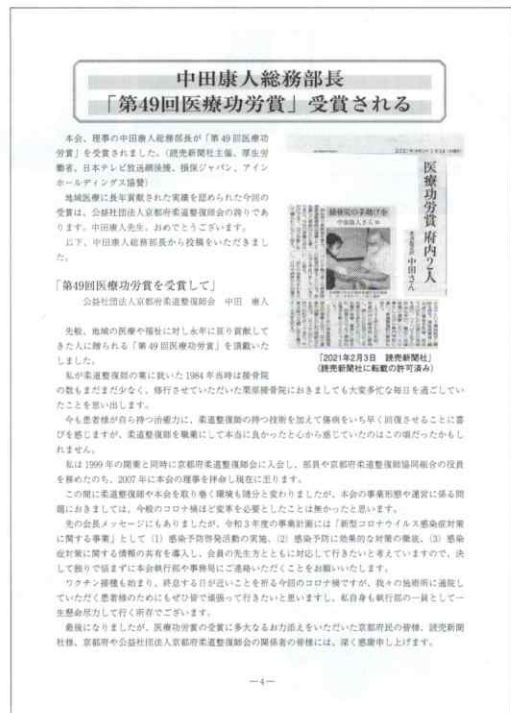 中田康人総務部長
「第49回医療功労賞」受賞される
本会、理事の中田康人総務部長が「第49回医療功
労賞」を受賞されました。(読売新聞社主催、厚生労
働省、日本テレビ放送網後援、損保ジャパン、アイン
ホールディングス協賛)
地域医療に長年貢献された実績を認められた今回の
受賞は、公益社団法人京都府柔道整復師会の誇りであ
ります。中田康人先生、おめでとうございます。
以下、中田康人総務部長から投稿をいただきまし
た。
「第49回医療功労賞を受賞して」
公益社団法人京都府柔道整復師会 中田 康人
先般、地域の医療や福祉に対し永年に亘り貢献して
きた人に贈られる「第49回医療功労賞」を頂戴いた
しました。
医療功労賞 府内2人
中田さん
接骨院の手助けを
中田康人さん
「2021年2月3日 読売新聞社」
(読売新聞社に転載の許可済み)
私が柔道整復師の業に就いた1984年当時は接骨院
の数もまだまだ少なく、修行させていただいた栗原接骨院におきましても大変多忙な毎日を過ごしてい
たことを思い出します。
今も患者様が自ら持つ治癒力に、柔道整復師の持つ技術を加えて傷病をいち早く回復させることに喜
びを感じますが、柔道整復師を職業にして本当に良かったと心から感じていたのはこの頃だったかもし
れません。
私は1999年の開業と同時に京都府柔道整復師会に入会し、部員や京都府柔道整復師協同組合の役員
を務めたのち、2007年に本会の理事を拝命し現在に至ります。
この間に柔道整復師や本会を取り巻く環境も随分と変わりましたが、本会の事業形態や運営に係る問
題におきましては、今般のコロナ禍ほど変革を必要としたことは無かったと思います。
先の会長メッセージにもありましたが、令和3年度の事業計画には「新型コロナウイルス感染症対策
に関する事業」として(1)感染予防啓発活動の実施、(2)感染予防に効果的な対策の徹底、(3)感染
症対策に関する情報の共有を導入し、会員の先生方とともに対応して行きたいと考えていますので、決
して独りで悩まずに本会執行部や事務局にご連絡いただくことをお願いいたします。
ワクチン接種も始まり、終息する日が近いことを祈る今回のコロナ禍ですが、我々の施術所に通院し
ていただく患者様のためにもぜひ皆で頑張って行きたいと思いますし、私自身も執行部の一員として一
生懸命尽力して行く所存でございます。
最後になりましたが、医療功労賞の受賞に多大なるお力添えをいただいた京都府民の皆様、読売新聞
社様、京都府や公益社団法人京都府柔道整復師会の関係者の皆様には、深く感謝申し上げます。
—4—